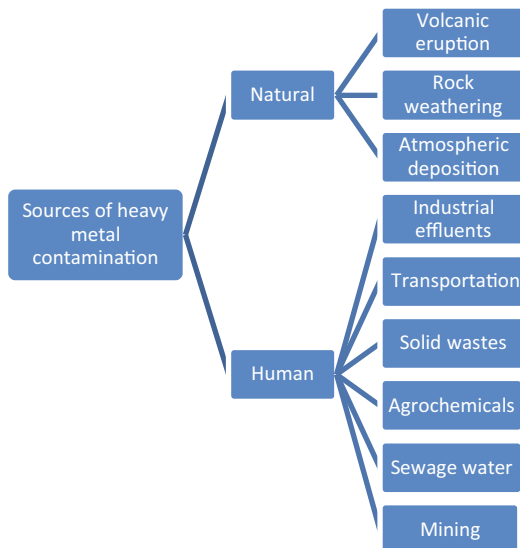 Sources of heavy
metal
contamination
Natural
Volcanic
eruption
Rock
weathering
Atmospheric
deposition
Human
Industrial
effluents
Transportation
Solid wastes
Agrochemicals
Sewage water
Mining